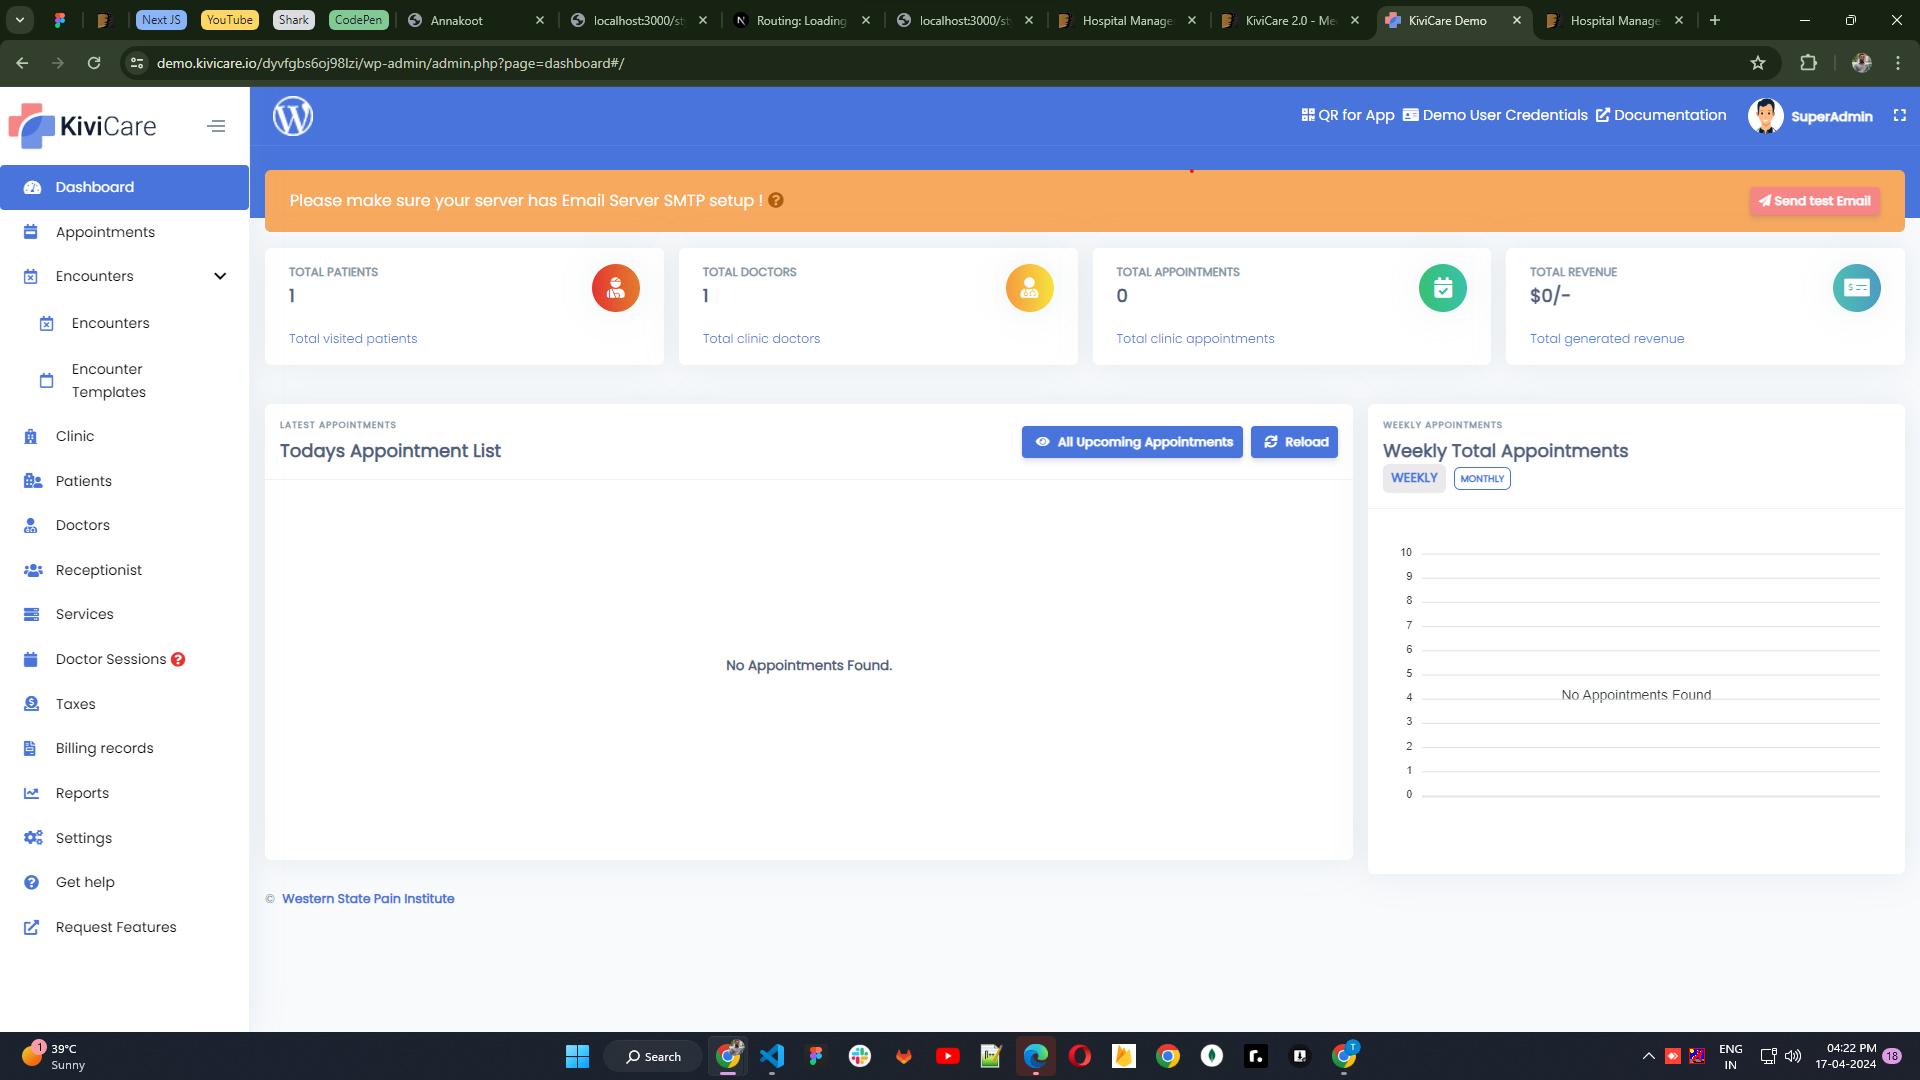 Next JS
YouTube
Shark
CodePen
Annakoot
localhost:3000/st
Routing: Loading
localhost:3000/st
Hospital Manage
KiviCare 2.0 - Me
KiviCare Demo
Hospital Manage
demo.kivicare.io/dyvfgbs6oj98lzi/wp-admin/admin.php?page=dashboard#/
KiviCare
QR for App
Demo User Credentials
Documentation
SuperAdmin
Dashboard
Appointments
Encounters
Encounters
Encounter
Templates
Clinic
Patients
Doctors
Receptionist
Services
Doctor Sessions
Taxes
Billing records
Reports
Settings
Get help
Request Features
Please make sure your server has Email Server SMTP setup !
Send test Email
TOTAL PATIENTS
1
Total visited patients
TOTAL DOCTORS
1
Total clinic doctors
TOTAL APPOINTMENTS
0
Total clinic appointments
TOTAL REVENUE
$0/-
Total generated revenue
LATEST APPOINTMENTS
Todays Appointment List
All Upcoming Appointments
Reload
No Appointments Found.
WEEKLY APPOINTMENTS
Weekly Total Appointments
WEEKLY
MONTHLY
10
9
8
7
6
5
4
3
2
1
0
No Appointments Found
© Western State Pain Institute
1
39°C
Sunny
Search
T
ENG
IN
04:22 PM
17-04-2024
18